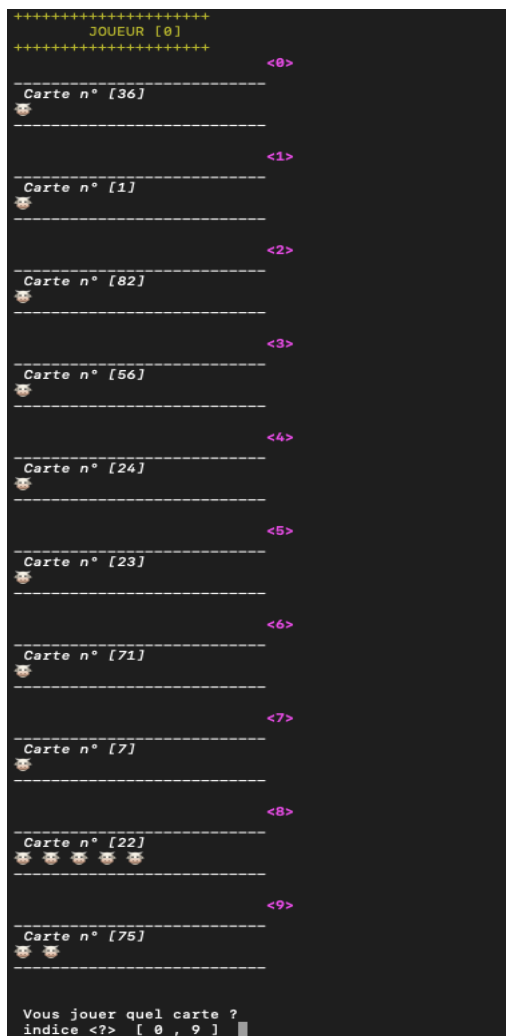 +++++++++++++++++++++
JOUEUR [0]
+++++++++++++++++++++
<0>
Carte n° [36]
<1>
Carte n° [1]
<2>
Carte n° [82]
<3>
Carte n° [56]
<4>
Carte n° [24]
<5>
Carte n° [23]
<6>
Carte n° [71]
<7>
Carte n° [7]
<8>
Carte n° [22]
<9>
Carte n° [75]
Vous jouer quel carte ?
indice <?> [ 0 , 9 ]